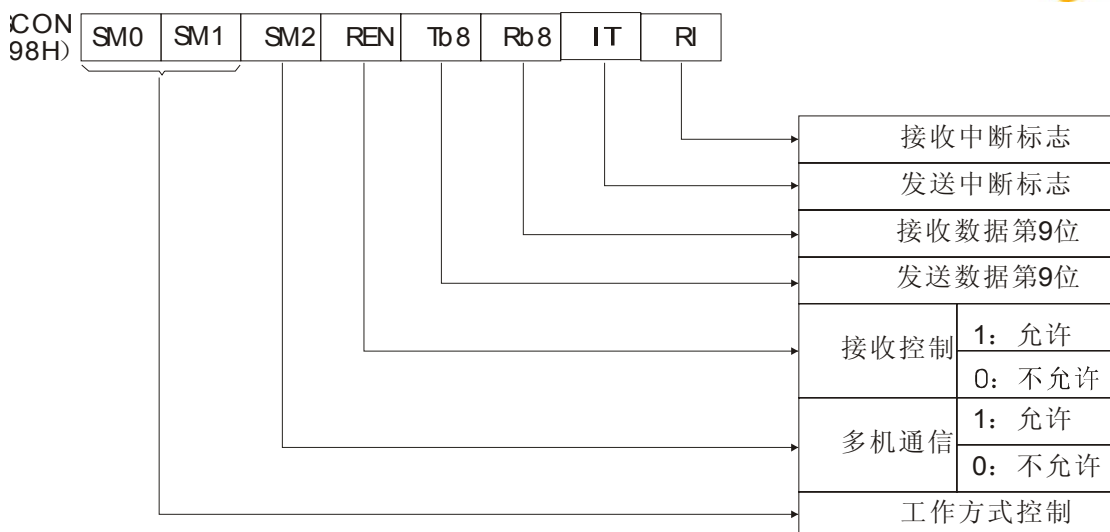 CON SM0 SM1 SM2 REN Tb8 Rb8 IT RI
98H）
接收中断标志
发送中断标志
接收数据第9位
发送数据第9位
接收控制
1：允许
0：不允许
多机通信
1：允许
0：不允许
工作方式控制